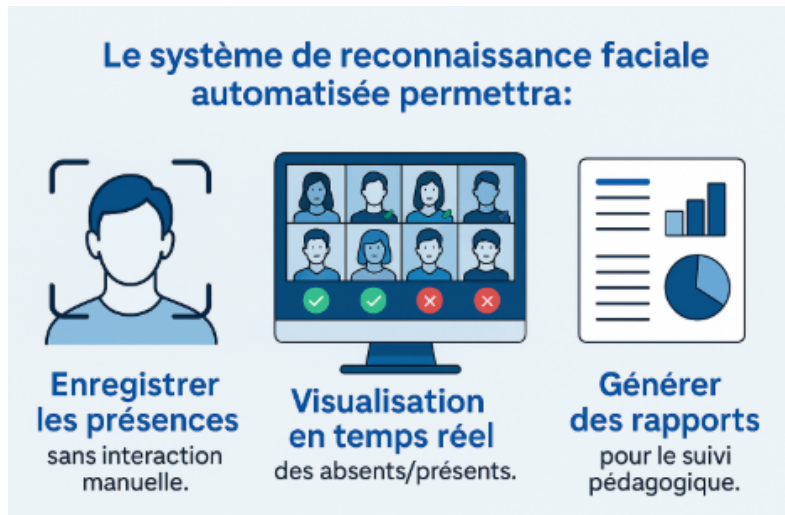 Le système de reconnaissance faciale
automatisée permettra:
Enregistrer
les présences
sans interaction
manuelle.
Visualisation
en temps réel
des absents/présents.
Générer
des rapports
pour le suivi
pédagogique.